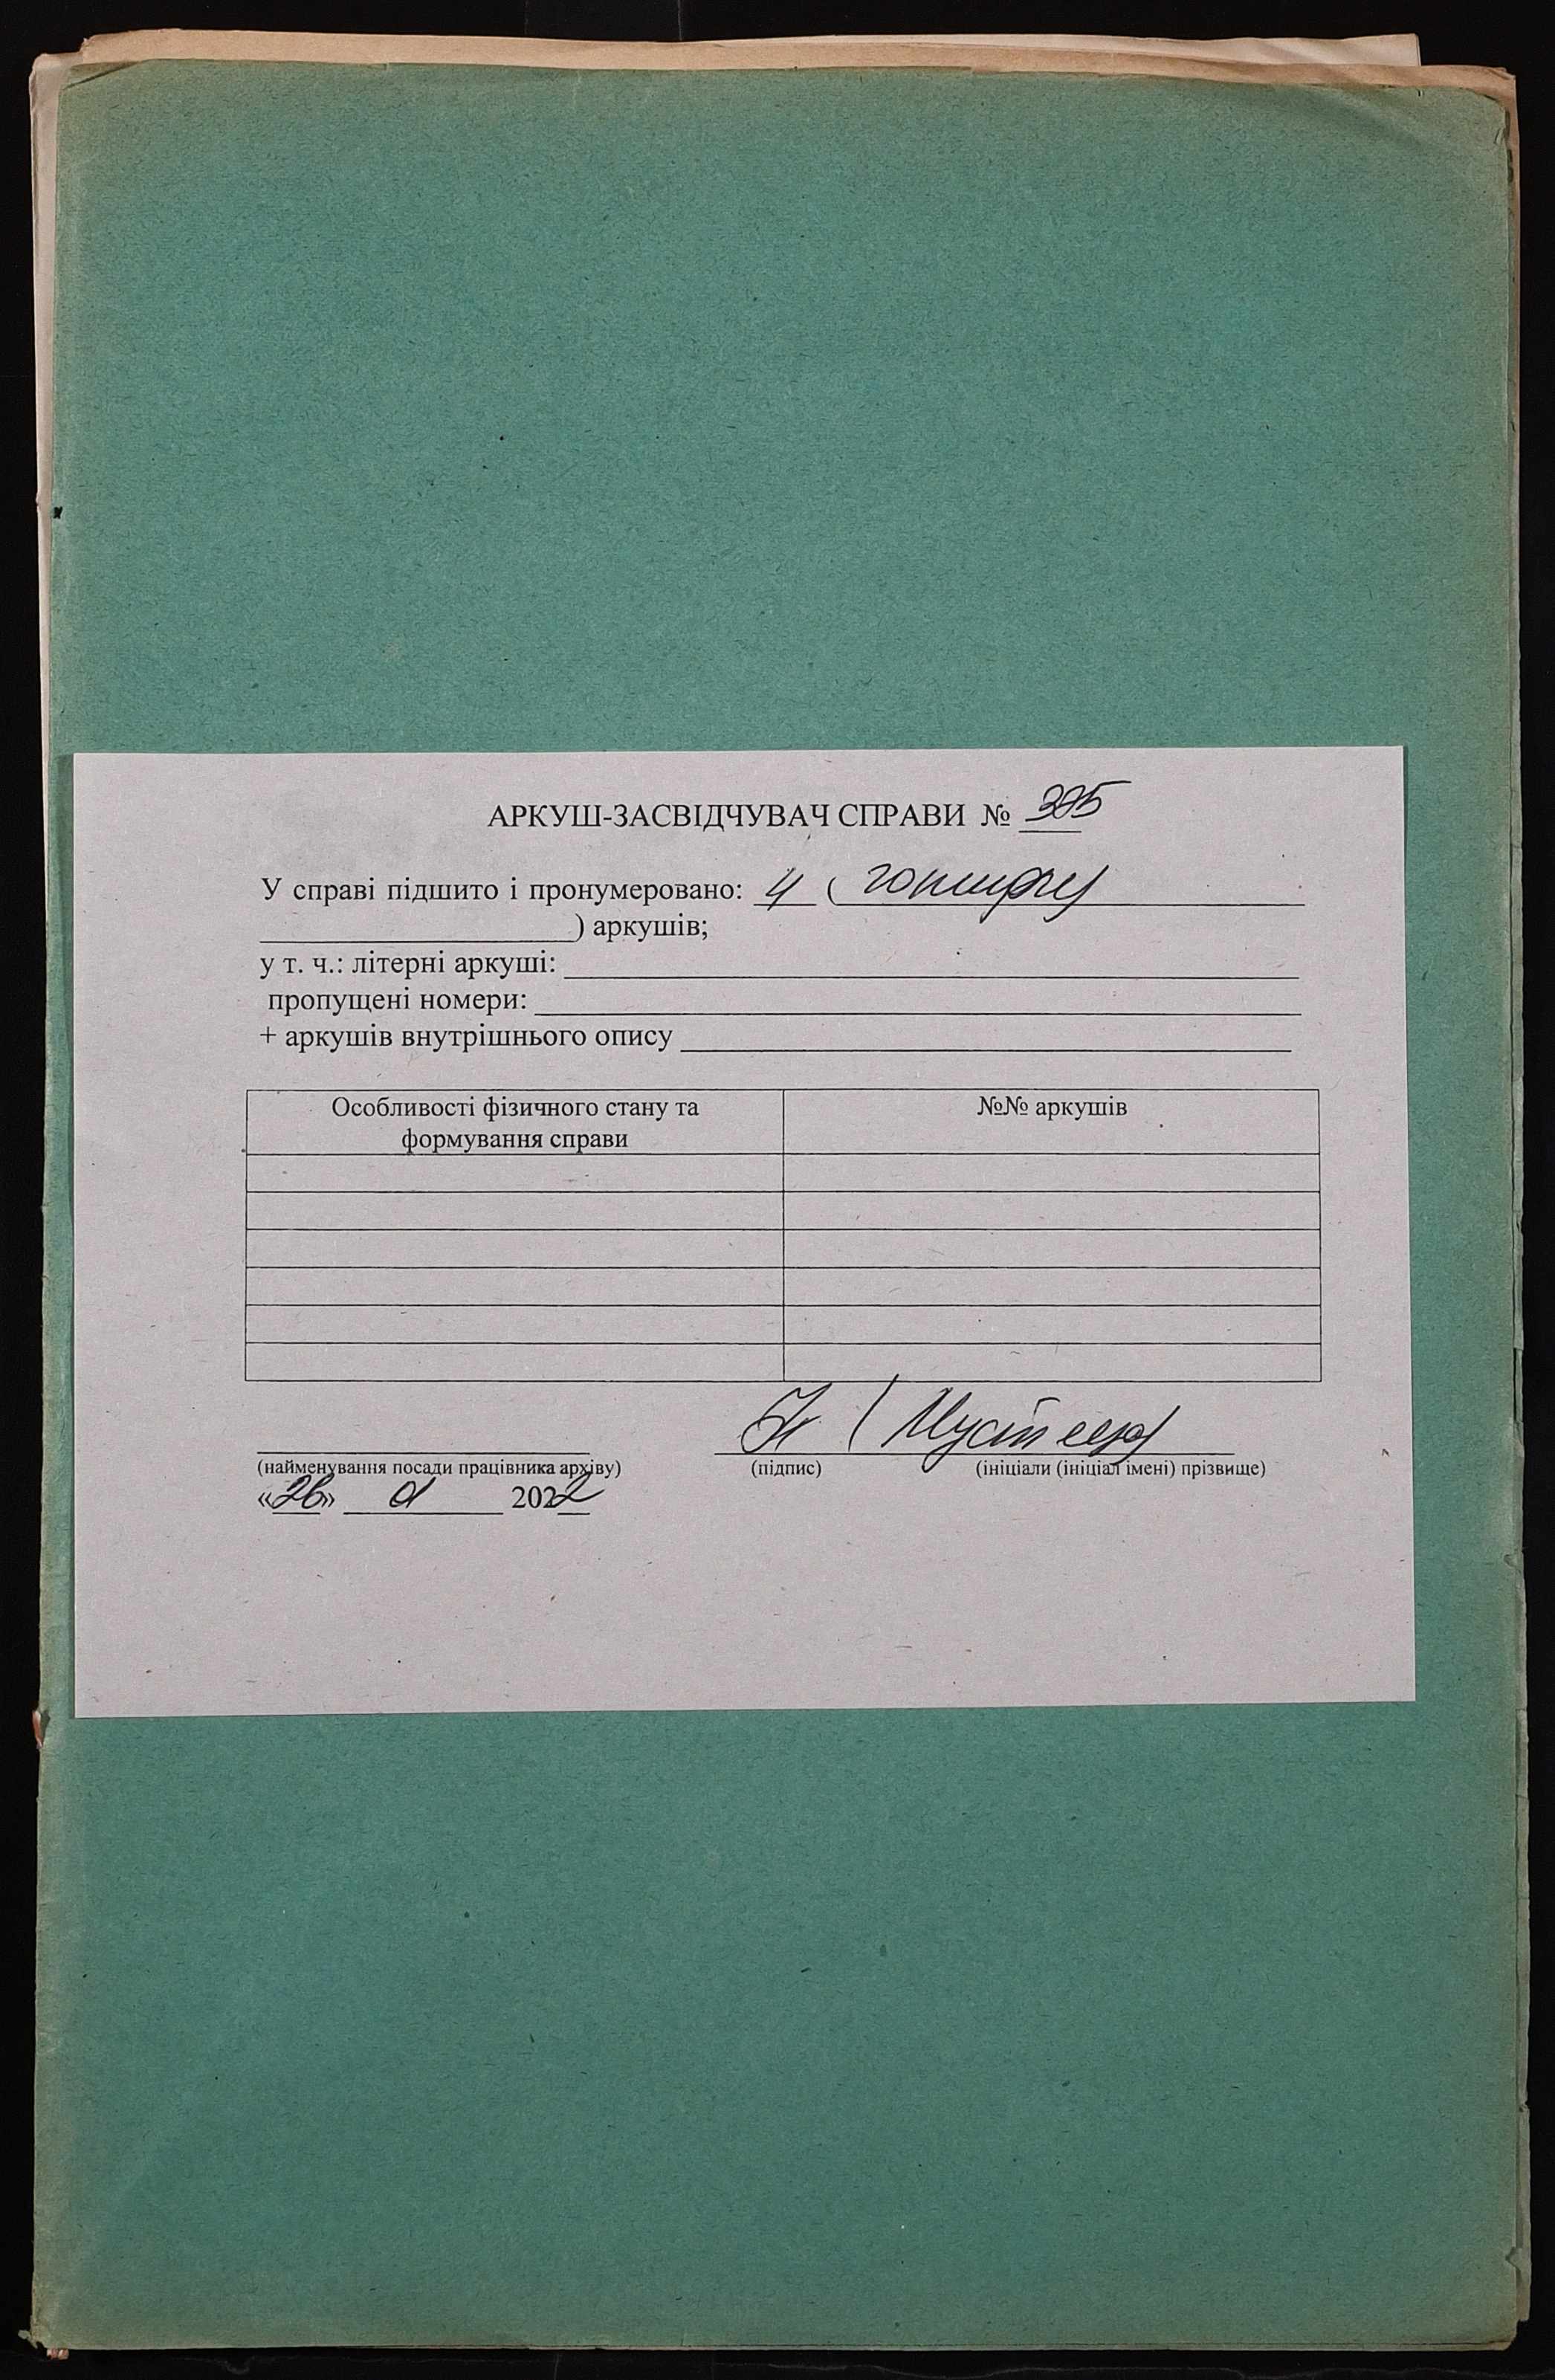 АРКУШ-ЗАСВІДЧУВАЧ СПРАВИ № 395
У справі підшито і пронумеровано: 4 ( чотири
) аркушів;
у т. ч.: літерні аркуші:
пропущені номери:
+ аркушів внутрішнього опису
Особливості фізичного стану та
формування справи
№№ аркушів
(найменування посади працівника архіву)
(підпис)
(ініціали (ініціал імені) прізвище)
«26» 2022